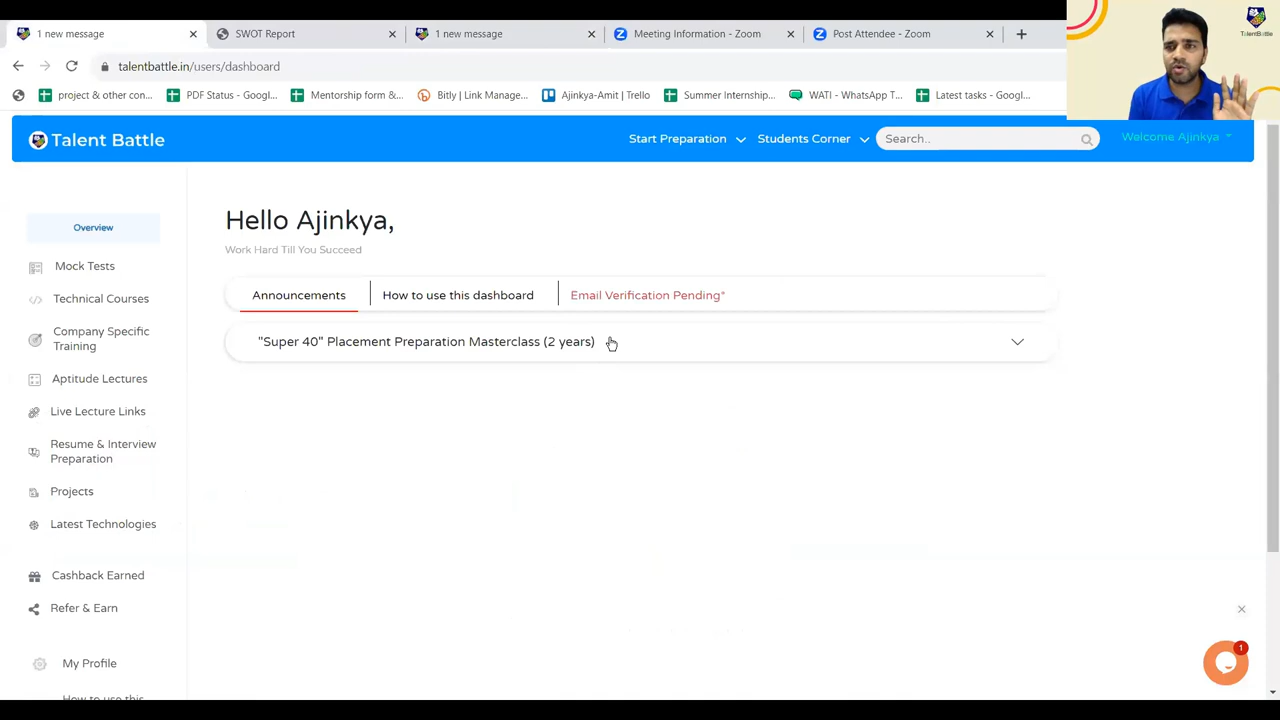 1 new message
SWOT Report
1 new message
Meeting Information - Zoom
Post Attendee - Zoom
TalentBattle
talentbattle.in/users/dashboard
project & other con...
PDF Status - Googl...
Mentorship form &...
Bitly | Link Manage...
Ajinkya-Amit | Trello
Summer Internship...
WATI - WhatsApp T...
Latest tasks - Googl...
Talent Battle
Start Preparation
Students Corner
Search..
Welcome Ajinkya
Overview
Mock Tests
Technical Courses
Company Specific
Training
Aptitude Lectures
Live Lecture Links
Resume & Interview
Preparation
Projects
Latest Technologies
Cashback Earned
Refer & Earn
My Profile
How to use this
Hello Ajinkya,
Work Hard Till You Succeed
Announcements
How to use this dashboard
Email Verification Pending*
"Super 40" Placement Preparation Masterclass (2 years)
1